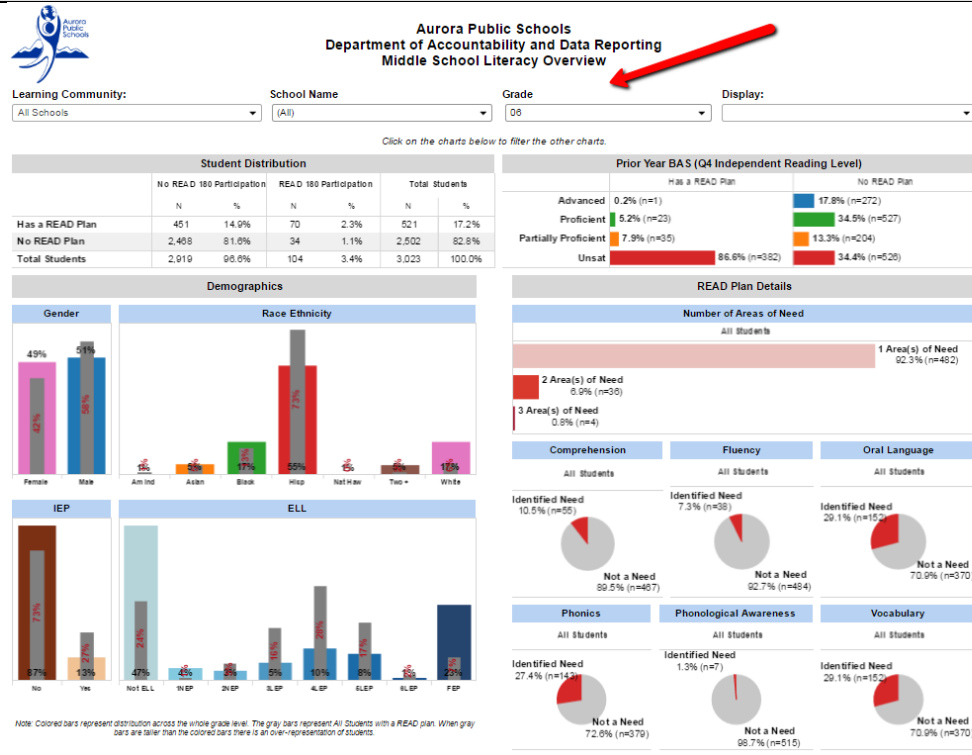 Aurora
Public
Schools
Aurora Public Schools
Department of Accountability and Data Reporting
Middle School Literacy Overview
Learning Community:
School Name
Grade
Display:
All Schools
(All)
06
Click on the charts below to filter the other charts.
Student Distribution
No READ 180 Participation READ 180 Participation Total Students
N % N % N %
Has a READ Plan 451 14.9% 70 2.3% 521 17.2%
No READ Plan 2,468 81.6% 34 1.1% 2,502 82.8%
Total Students 2,919 96.6% 104 3.4% 3,023 100.0%
Prior Year BAS (Q4 Independent Reading Level)
Has a READ Plan No READ Plan
Advanced 0.2% (n=1) 17.8% (n=272)
Proficient 5.2% (n=23) 34.5% (n=527)
Partially Proficient 7.9% (n=35) 13.3% (n=204)
Unsat 86.6% (n=382) 34.4% (n=526)
Demographics
Gender
49% 51%
42% 58%
Female Male
Race Ethnicity
73%
5% 17% 55% 1% 5% 17%
Am Ind Asian Black Hisp Nat Haw Two + White
IEP
73% 27%
87% 13%
No Yes
ELL
24% 16% 28% 17%
47% 4% 3% 5% 10% 8% 23%
Not ELL 1NEP 2NEP 3LEP 4LEP 5LEP 6LEP FEP
Note: Colored bars represent distribution across the whole grade level. The gray bars represent All Students with a READ plan. When gray
bars are taller than the colored bars there is an over-representation of students.
READ Plan Details
Number of Areas of Need
All Students
1 Area(s) of Need
92.3% (n=482)
2 Area(s) of Need
6.9% (n=36)
3 Area(s) of Need
0.8% (n=4)
Comprehension
All Students
Identified Need
10.5% (n=55)
Not a Need
89.5% (n=467)
Fluency
All Students
Identified Need
7.3% (n=38)
Not a Need
92.7% (n=484)
Oral Language
All Students
Identified Need
29.1% (n=152)
Not a Need
70.9% (n=370)
Phonics
All Students
Identified Need
27.4% (n=143)
Not a Need
72.6% (n=379)
Phonological Awareness
All Students
Identified Need
1.3% (n=7)
Not a Need
98.7% (n=515)
Vocabulary
All Students
Identified Need
29.1% (n=152)
Not a Need
70.9% (n=370)